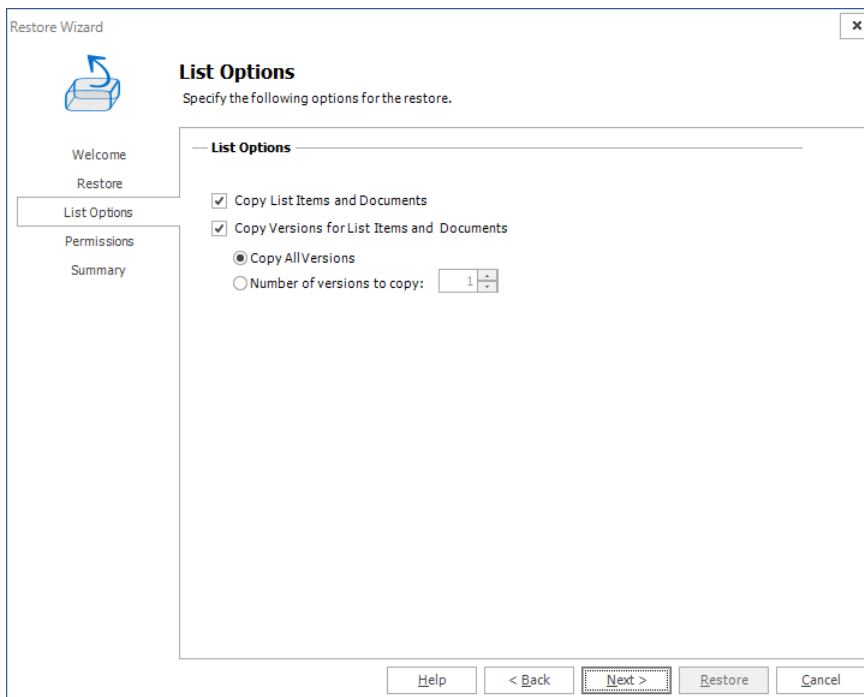 Restore Wizard
List Options
Specify the following options for the restore.
Welcome
Restore
List Options
Permissions
Summary
List Options
Copy List Items and Documents
Copy Versions for List Items and Documents
Copy All Versions
Number of versions to copy: 1
Help < Back Next > Restore Cancel